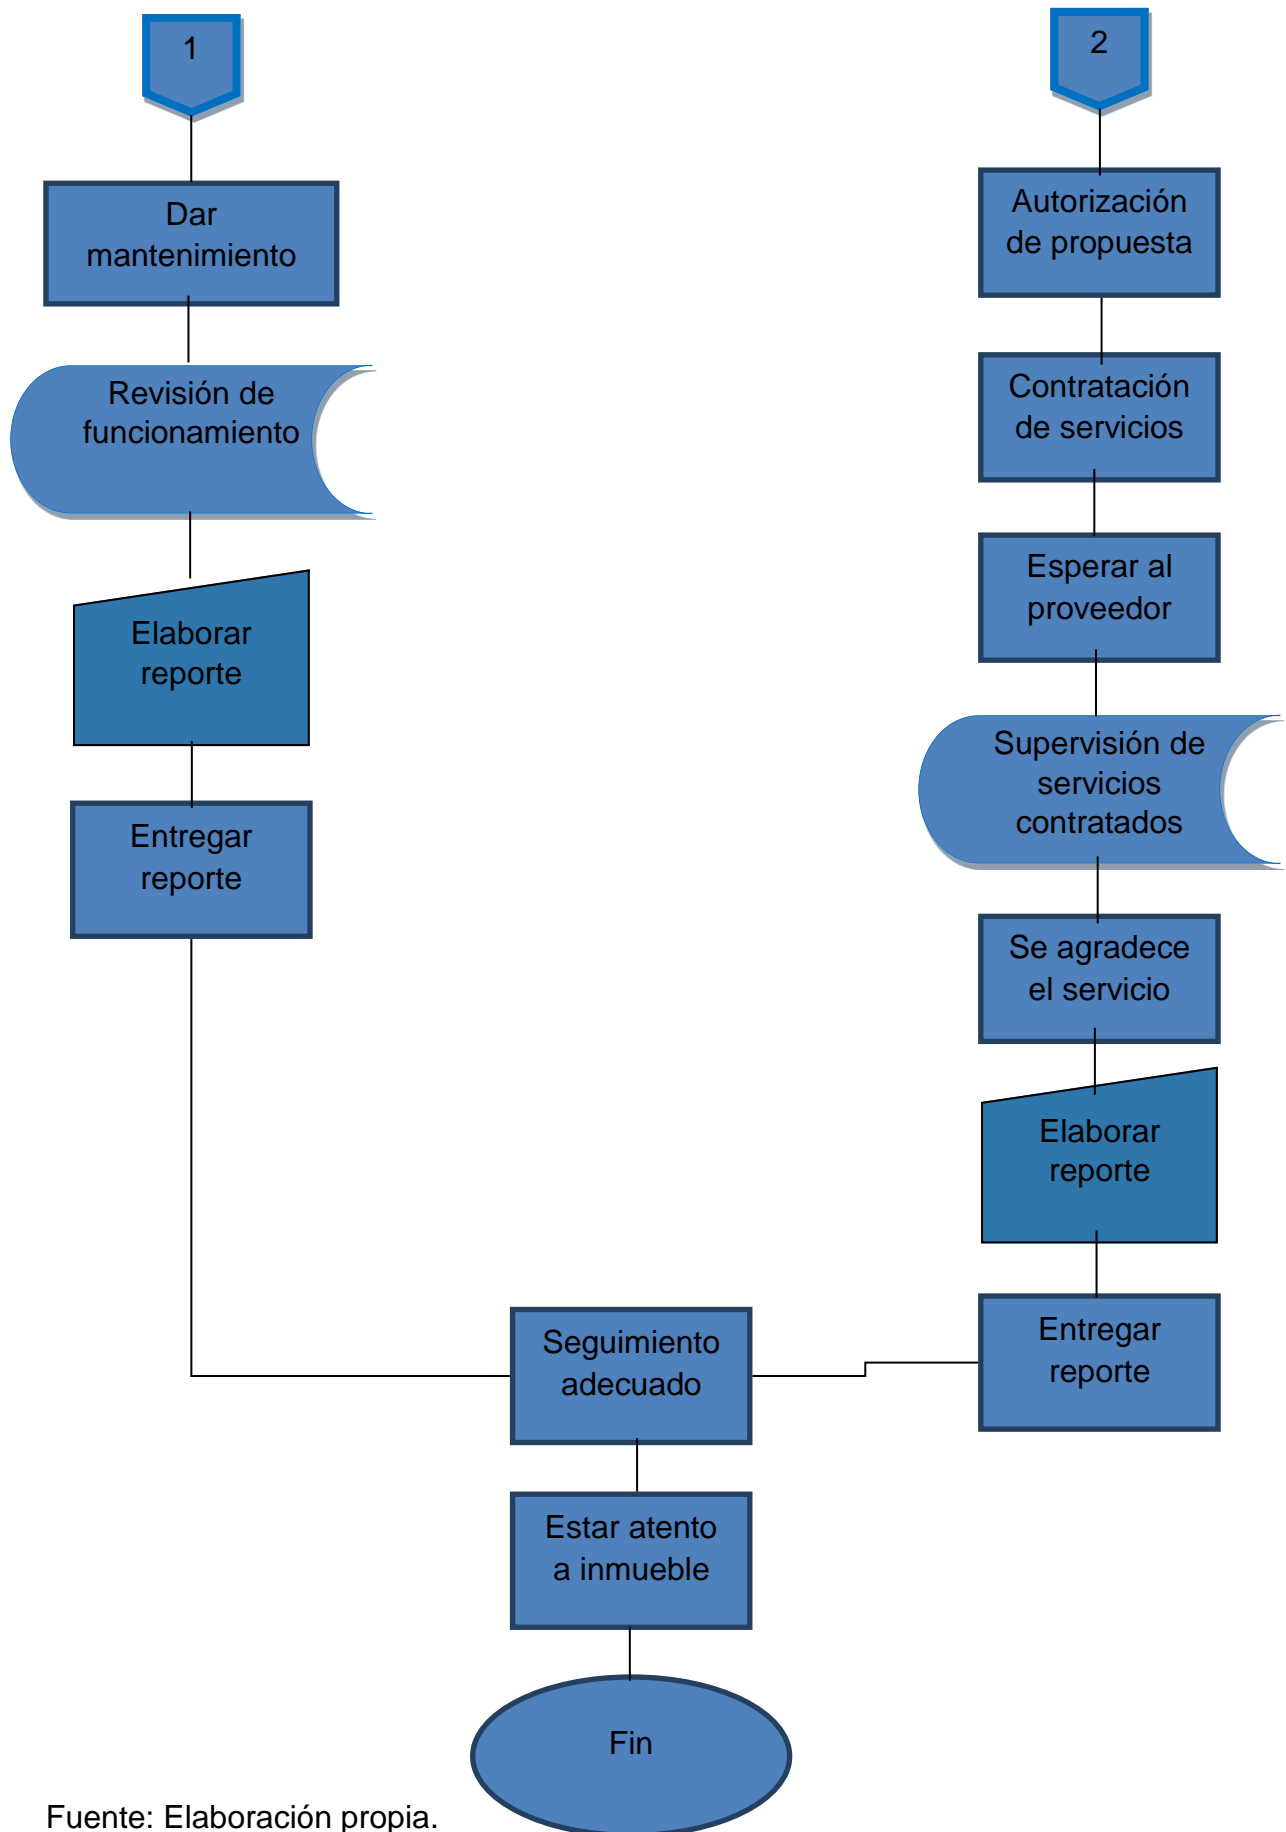 1
Dar
mantenimiento
Revisión de
funcionamiento
Elaborar
reporte
Entregar
reporte
2
Autorización
de propuesta
Contratación
de servicios
Esperar al
proveedor
Supervisión de
servicios
contratados
Se agradece
el servicio
Elaborar
reporte
Entregar
reporte
Seguimiento
adecuado
Estar atento
a inmueble
Fin
Fuente: Elaboración propia.